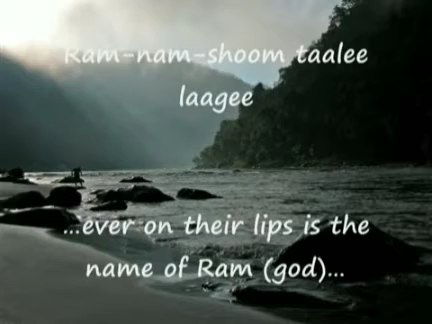 Ram-nam-shoom taalee
laagee
...ever on their lips is the
name of Ram (god)...